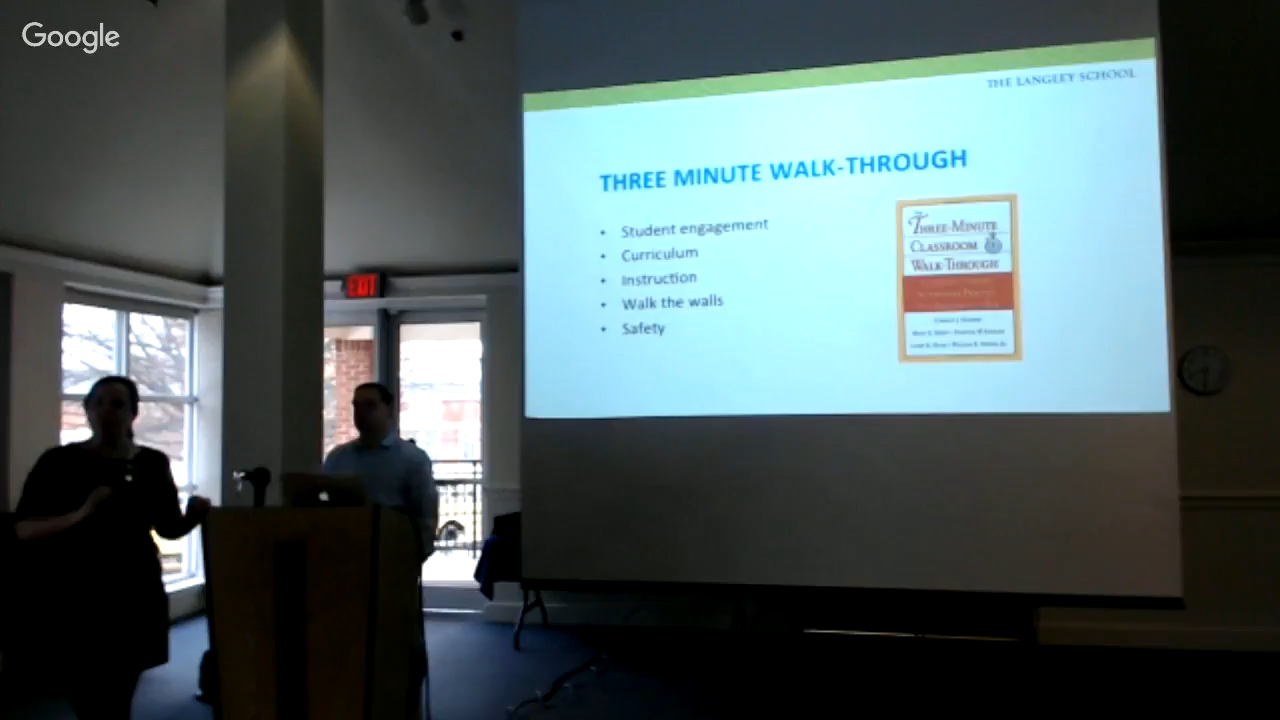 Google
THE LANGLEY SCHOOL
THREE MINUTE WALK-THROUGH
• Student engagement
• Curriculum
• Instruction
• Walk the walls
• Safety
THREE-MINUTE
CLASSROOM
WALK-THROUGH
EXIT